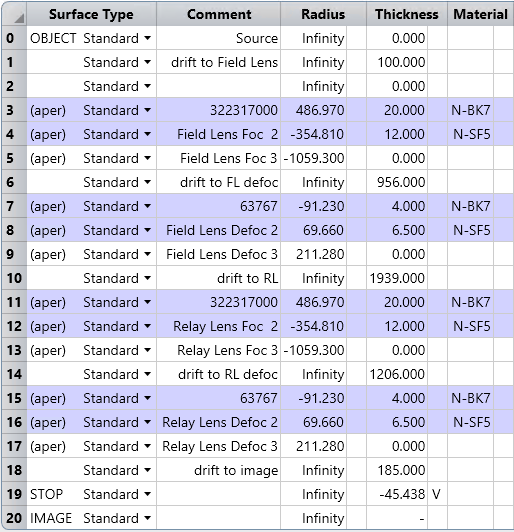 Surface Type Comment Radius Thickness Material
0 OBJECT Standard Source Infinity 0.000
1 Standard drift to Field Lens Infinity 100.000
2 Standard Infinity 0.000
3 (aper) Standard 322317000 486.970 20.000 N-BK7
4 (aper) Standard Field Lens Foc 2 -354.810 12.000 N-SF5
5 (aper) Standard Field Lens Foc 3 -1059.300 0.000
6 Standard drift to FL defoc Infinity 956.000
7 (aper) Standard 63767 -91.230 4.000 N-BK7
8 (aper) Standard Field Lens Defoc 2 69.660 6.500 N-SF5
9 (aper) Standard Field Lens Defoc 3 211.280 0.000
10 Standard drift to RL Infinity 1939.000
11 (aper) Standard 322317000 486.970 20.000 N-BK7
12 (aper) Standard Relay Lens Foc 2 -354.810 12.000 N-SF5
13 (aper) Standard Relay Lens Foc 3 -1059.300 0.000
14 Standard drift to RL defoc Infinity 1206.000
15 (aper) Standard 63767 -91.230 4.000 N-BK7
16 (aper) Standard Relay Lens Defoc 2 69.660 6.500 N-SF5
17 (aper) Standard Relay Lens Defoc 3 211.280 0.000
18 Standard drift to image Infinity 185.000
19 STOP Standard Infinity -45.438 V
20 IMAGE Standard Infinity -